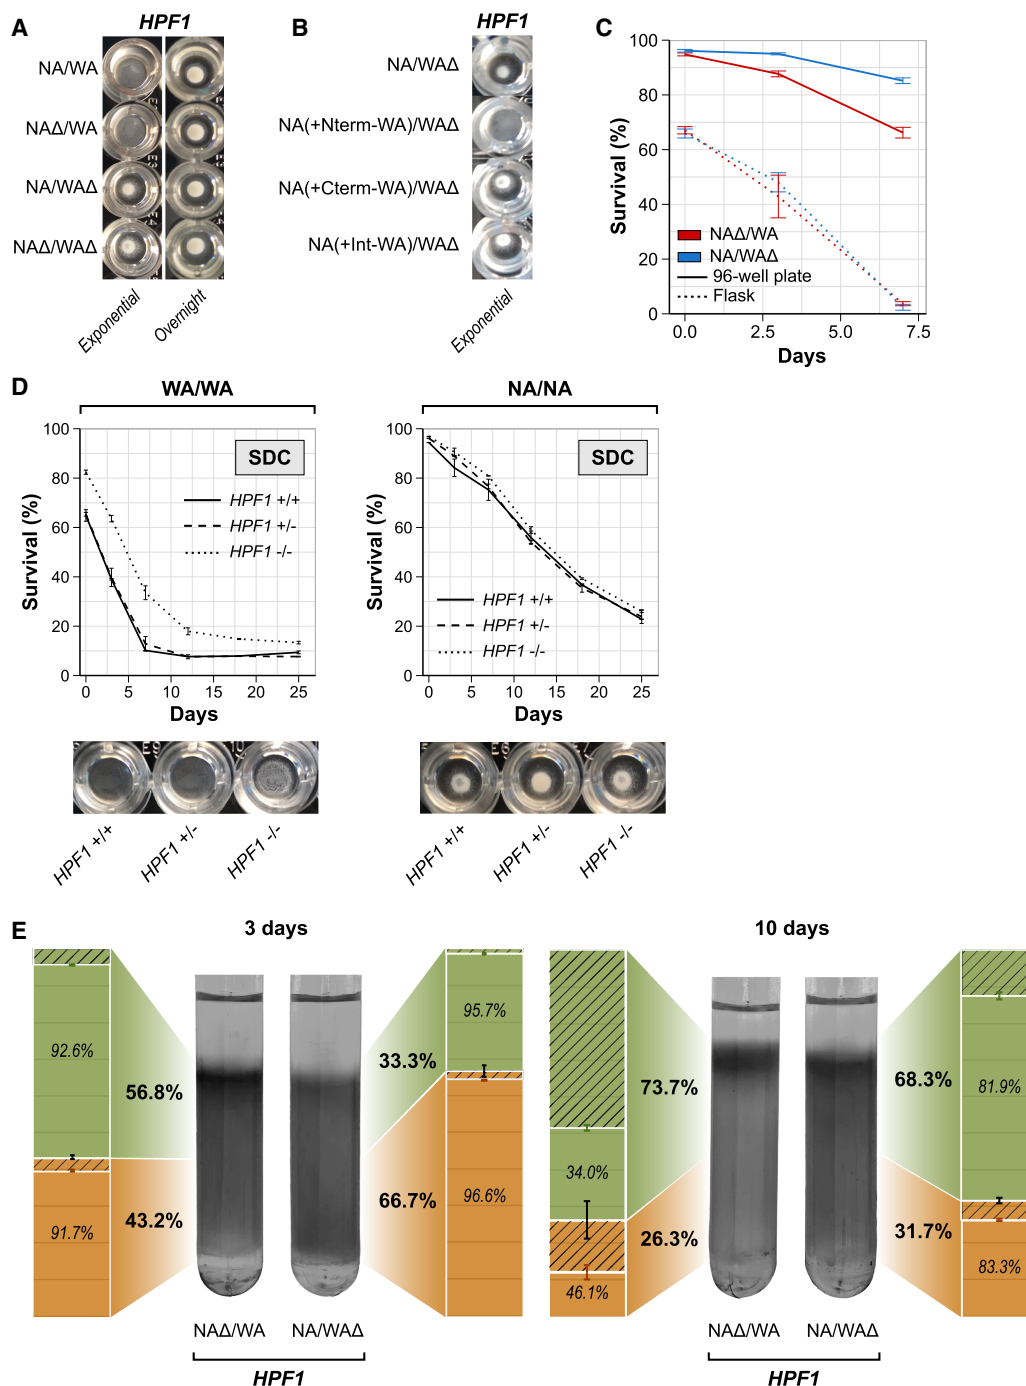 A
HPF1
NA/WA
NAΔ/WA
NA/WAΔ
NAΔ/WAΔ
Exponential
Overnight
B
HPF1
NA/WAΔ
NA(+Nterm-WA)/WAΔ
NA(+Cterm-WA)/WAΔ
NA(+Int-WA)/WAΔ
Exponential
C
Survival (%)
100
80
60
40
20
0
NAΔ/WA
NA/WAΔ
96-well plate
Flask
0.0 2.5 5.0 7.5
Days
D
WA/WA
Survival (%)
100
80
60
40
20
0
SDC
HPF1 +/+
HPF1 +/-
HPF1 -/-
0 5 10 15 20 25
Days
HPF1 +/+
HPF1 +/-
HPF1 -/-
NA/NA
Survival (%)
100
80
60
40
20
0
SDC
HPF1 +/+
HPF1 +/-
HPF1 -/-
0 5 10 15 20 25
Days
HPF1 +/+
HPF1 +/-
HPF1 -/-
E
3 days
92.6%
56.8%
91.7%
43.2%
33.3%
95.7%
66.7%
96.6%
NAΔ/WA NA/WAΔ
HPF1
10 days
73.7%
34.0%
26.3%
46.1%
68.3%
81.9%
31.7%
83.3%
NAΔ/WA NA/WAΔ
HPF1